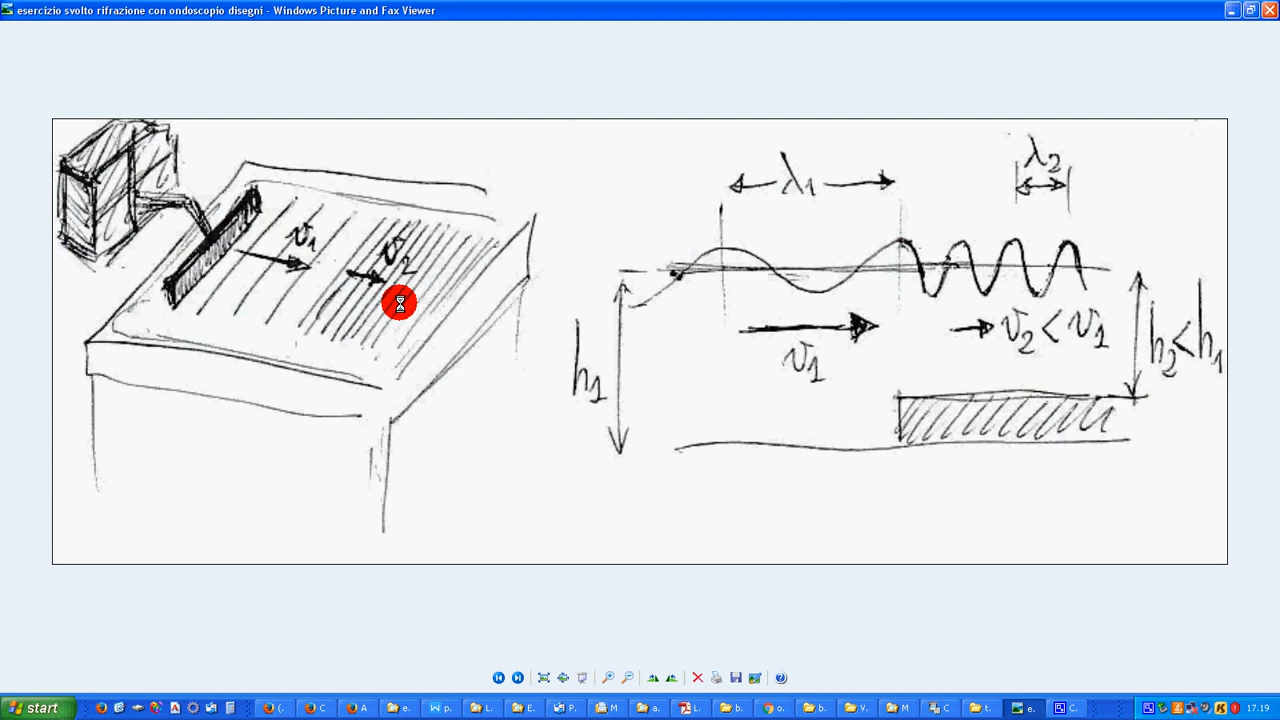 esercizio svolto rifrazione con ondoscopio disegni - Windows Picture and Fax Viewer
v1
v2
λ1
λ2
h1
v1
v2 < v1
h2<h1
start
(.
C
A
e.
p.
L.
E.
P.
M
a.
L.
b.
o.
b.
V.
M
C
t.
e.
C.
17.19